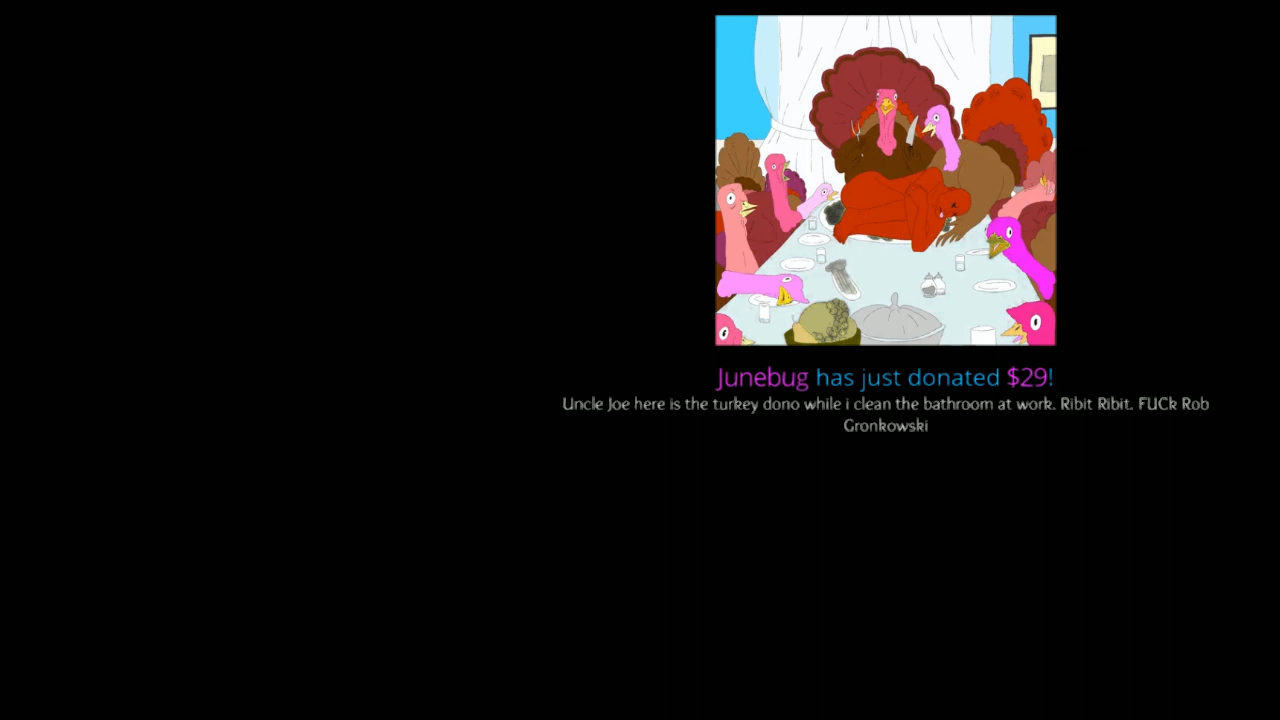 Junebug has just donated $29!
Uncle Joe here is the turkey dono while i clean the bathroom at work. Ribit Ribit. FUCk Rob
Gronkowski